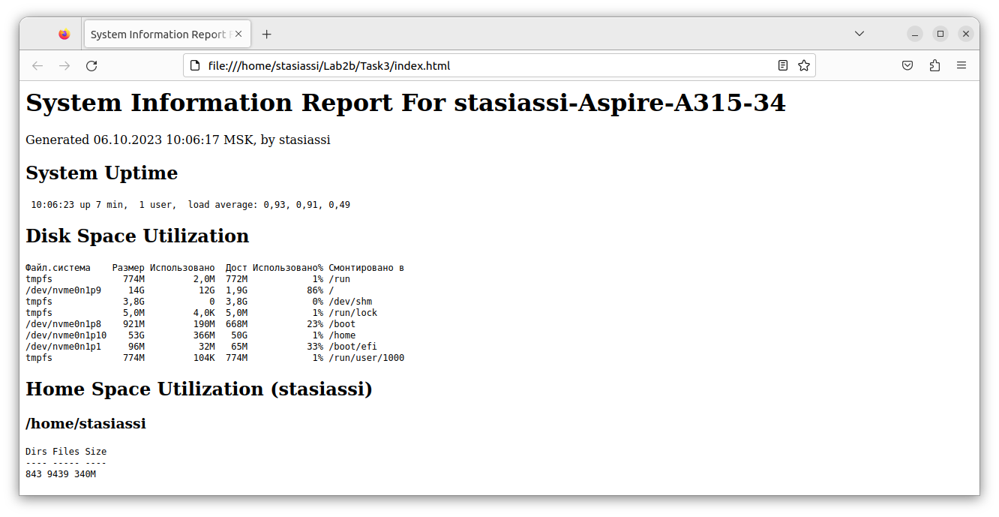 System Information Report F
file:///home/stasiassi/Lab2b/Task3/index.html
System Information Report For stasiassi-Aspire-A315-34
Generated 06.10.2023 10:06:17 MSK, by stasiassi
System Uptime
10:06:23 up 7 min,  1 user,  load average: 0,93, 0,91, 0,49
Disk Space Utilization
Файл.система    Размер Использовано  Дост Использовано% Смонтировано в
tmpfs             774M         2,0M  772M            1% /run
/dev/nvme0n1p9     14G          12G  1,9G           86% /
tmpfs             3,8G            0  3,8G            0% /dev/shm
tmpfs             5,0M         4,0K  5,0M            1% /run/lock
/dev/nvme0n1p8    921M         190M  668M           23% /boot
/dev/nvme0n1p10    53G         366M   50G            1% /home
/dev/nvme0n1p1     96M          32M   65M           33% /boot/efi
tmpfs             774M         104K  774M            1% /run/user/1000
Home Space Utilization (stasiassi)
/home/stasiassi
Dirs Files Size
---- ----- ----
843 9439 340M